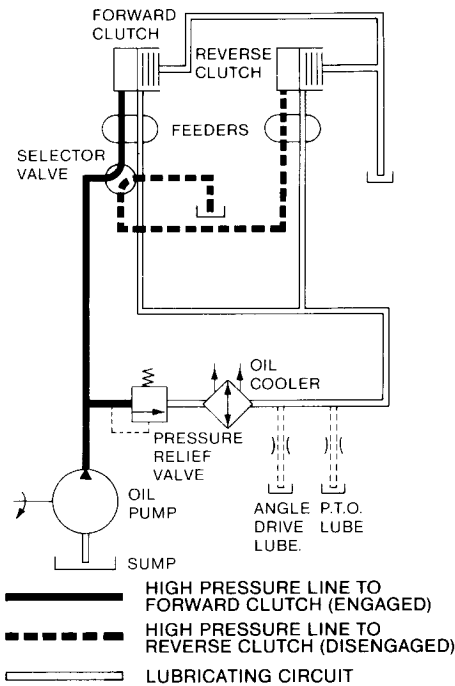 FORWARD
CLUTCH
REVERSE
CLUTCH
FEEDERS
SELECTOR
VALVE
OIL
COOLER
PRESSURE
RELIEF
VALVE
OIL
PUMP
ANGLE
DRIVE
LUBE.
P.T.O.
LUBE
SUMP
HIGH PRESSURE LINE TO
FORWARD CLUTCH (ENGAGED)
HIGH PRESSURE LINE TO
REVERSE CLUTCH (DISENGAGED)
LUBRICATING CIRCUIT